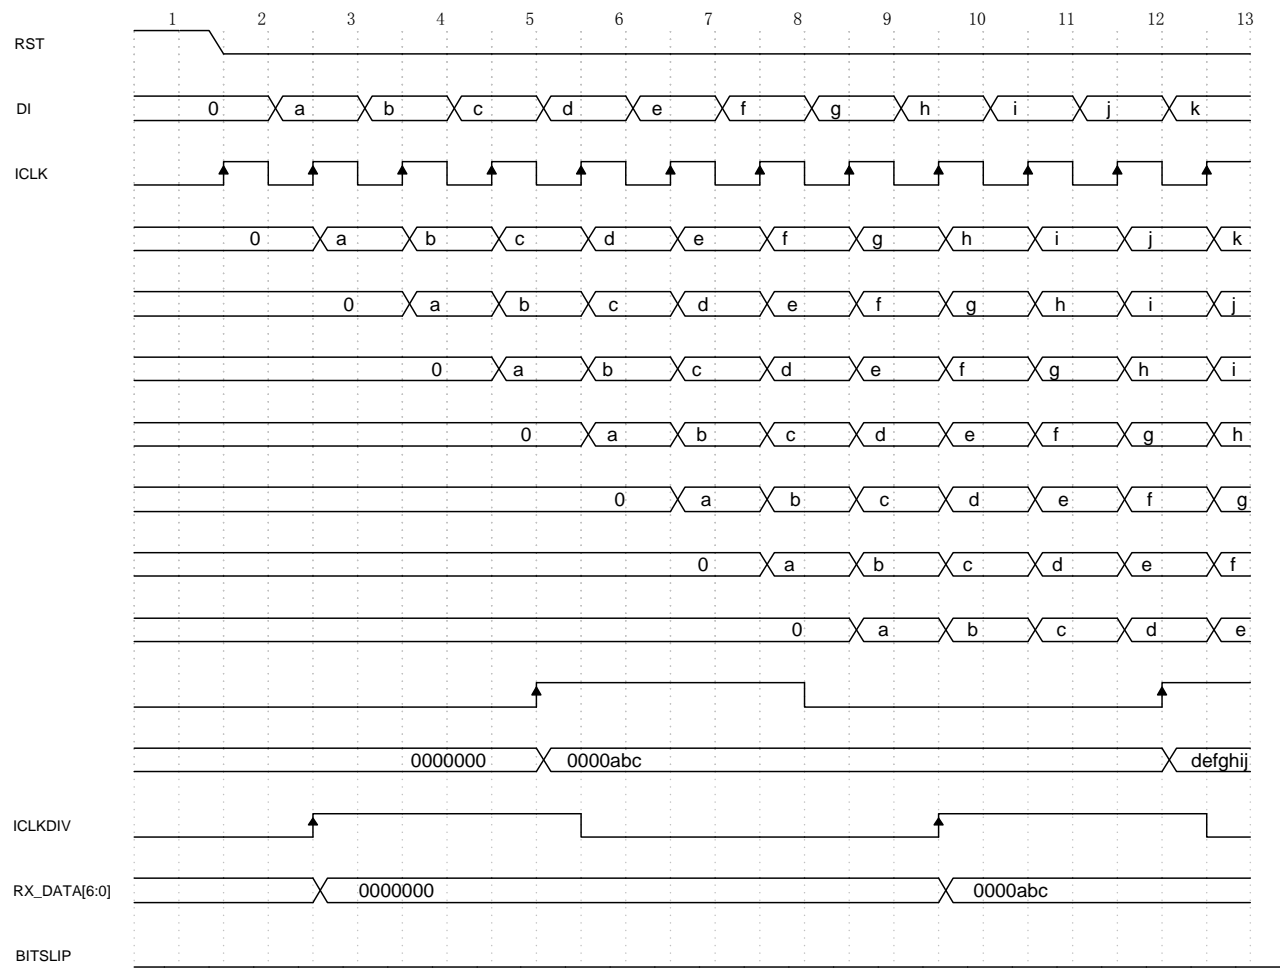 1 2 3 4 5 6 7 8 9 10 11 12 13
RST
DI 0 a b c d e f g h i j k
ICLK
0 a b c d e f g h i j k
0 a b c d e f g h i j
0 a b c d e f g h i
0 a b c d e f g h
0 a b c d e f g
0 a b c d e f
0 a b c d e
0000000 0000abc defghij
ICLKDIV
RX_DATA[6:0] 0000000 0000abc
BITSLIP